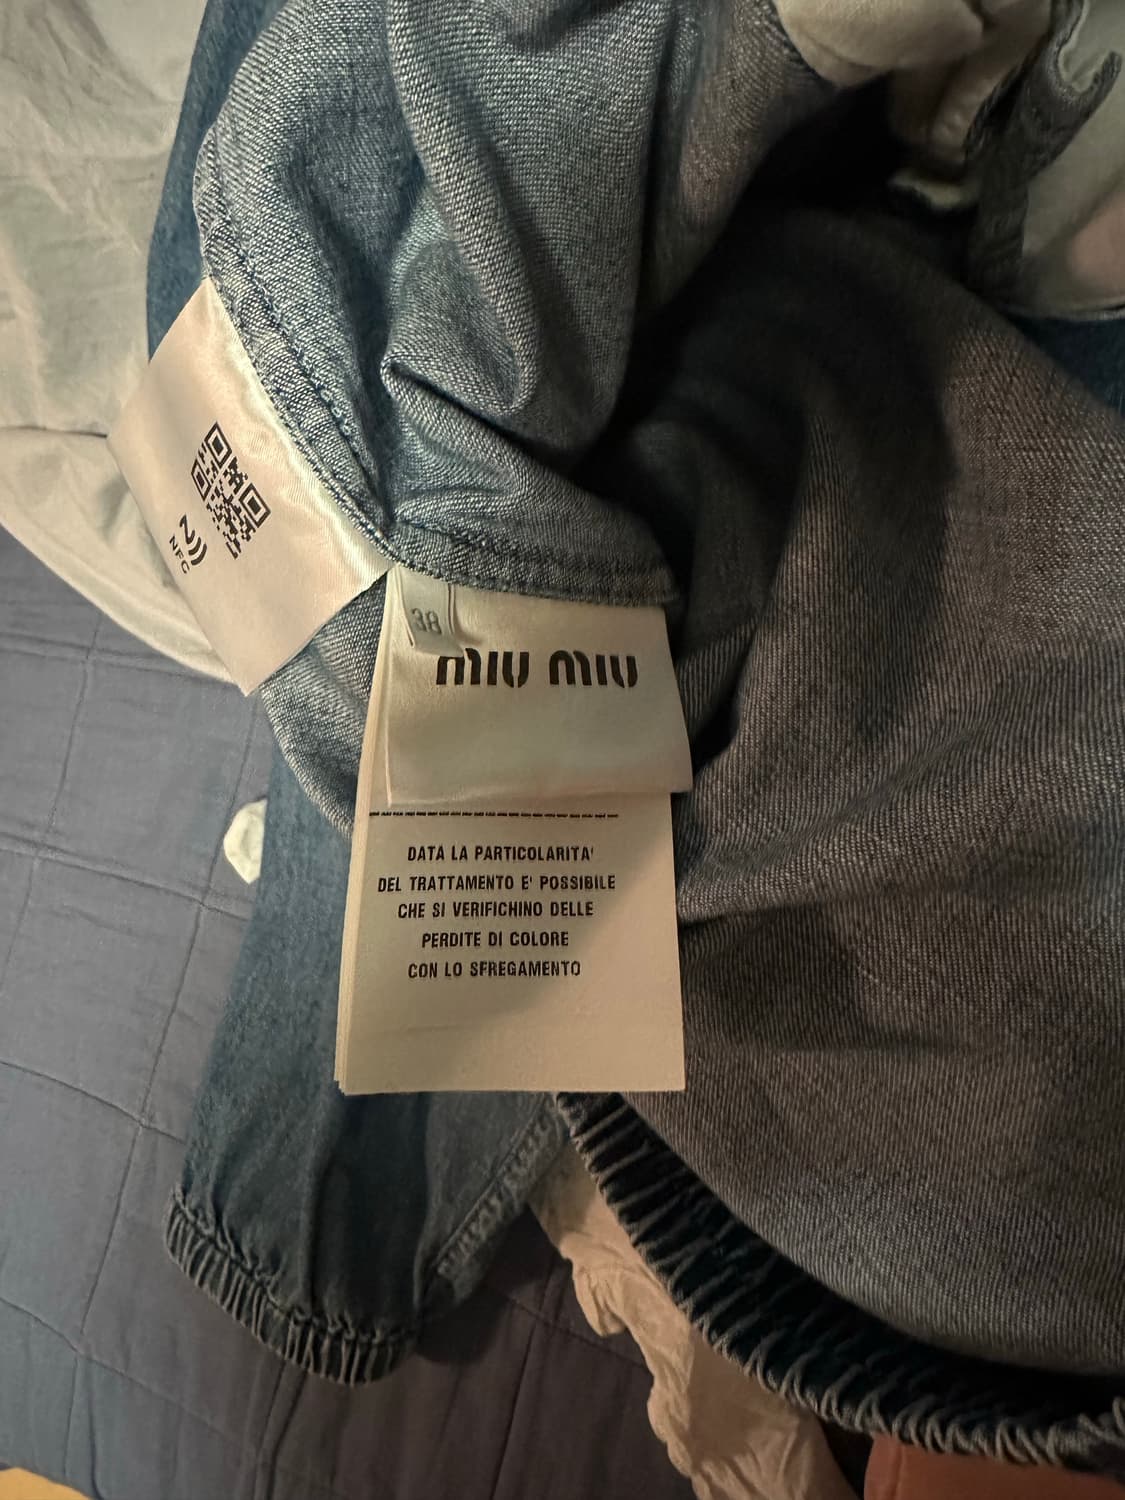 NFC
38
miu miu
DATA LA PARTICOLARITA'
DEL TRATTAMENTO E' POSSIBILE
CHE SI VERIFICHINO DELLE
PERDITE DI COLORE
CON LO SFREGAMENTO